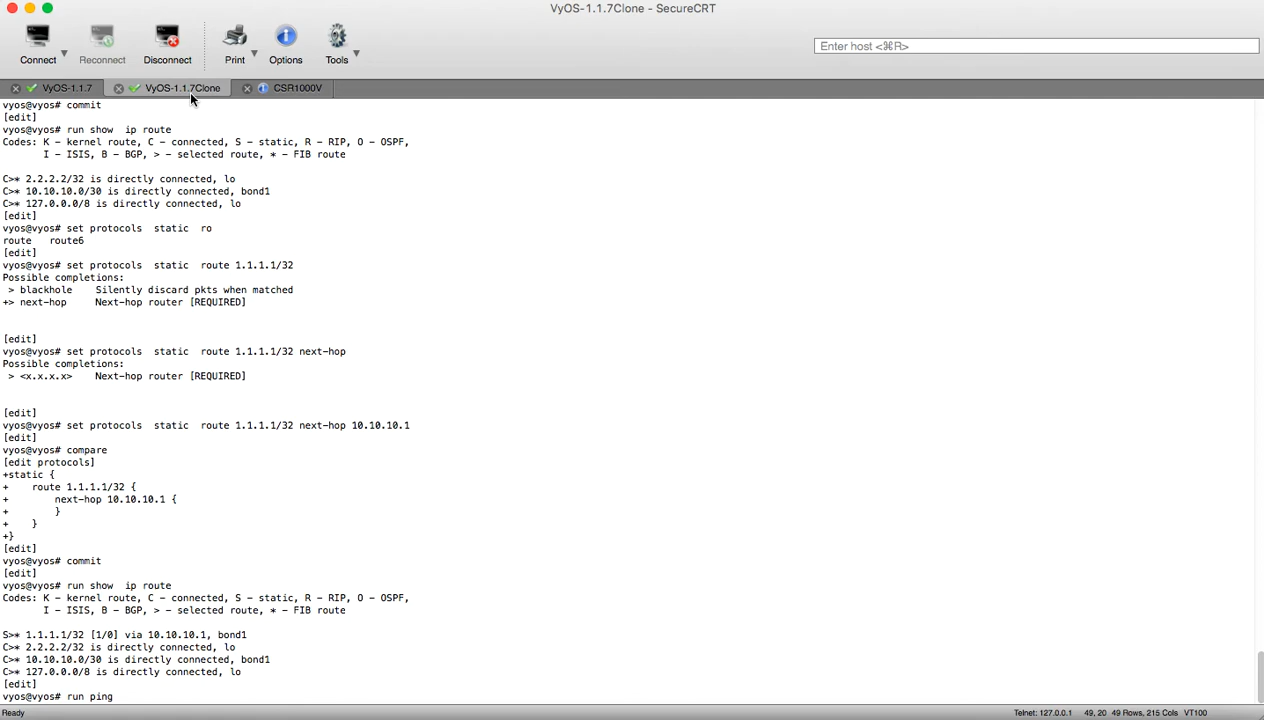 VyOS-1.1.7Clone - SecureCRT
Connect
Reconnect
Disconnect
Print
Options
Tools
Enter host <⌘R>
VyOS-1.1.7
VyOS-1.1.7Clone
CSR1000V
vyos@vyos# commit
[edit]
vyos@vyos# run show  ip route
Codes: K - kernel route, C - connected, S - static, R - RIP, O - OSPF,
       I - ISIS, B - BGP, > - selected route, * - FIB route
C>* 2.2.2.2/32 is directly connected, lo
C>* 10.10.10.0/30 is directly connected, bond1
C>* 127.0.0.0/8 is directly connected, lo
[edit]
vyos@vyos# set protocols  static  ro
route   route6
[edit]
vyos@vyos# set protocols  static  route 1.1.1.1/32
Possible completions:
 > blackhole    Silently discard pkts when matched
+> next-hop     Next-hop router [REQUIRED]
[edit]
vyos@vyos# set protocols  static  route 1.1.1.1/32 next-hop
Possible completions:
 > <x.x.x.x>    Next-hop router [REQUIRED]
[edit]
vyos@vyos# set protocols  static  route 1.1.1.1/32 next-hop 10.10.10.1
[edit]
vyos@vyos# compare
[edit protocols]
+static {
+    route 1.1.1.1/32 {
+        next-hop 10.10.10.1 {
+        }
+    }
+}
[edit]
vyos@vyos# commit
[edit]
vyos@vyos# run show  ip route
Codes: K - kernel route, C - connected, S - static, R - RIP, O - OSPF,
       I - ISIS, B - BGP, > - selected route, * - FIB route
S>* 1.1.1.1/32 [1/0] via 10.10.10.1, bond1
C>* 2.2.2.2/32 is directly connected, lo
C>* 10.10.10.0/30 is directly connected, bond1
C>* 127.0.0.0/8 is directly connected, lo
[edit]
vyos@vyos# run ping
Ready
Telnet: 127.0.0.1
49, 20
49 Rows, 215 Cols
VT100